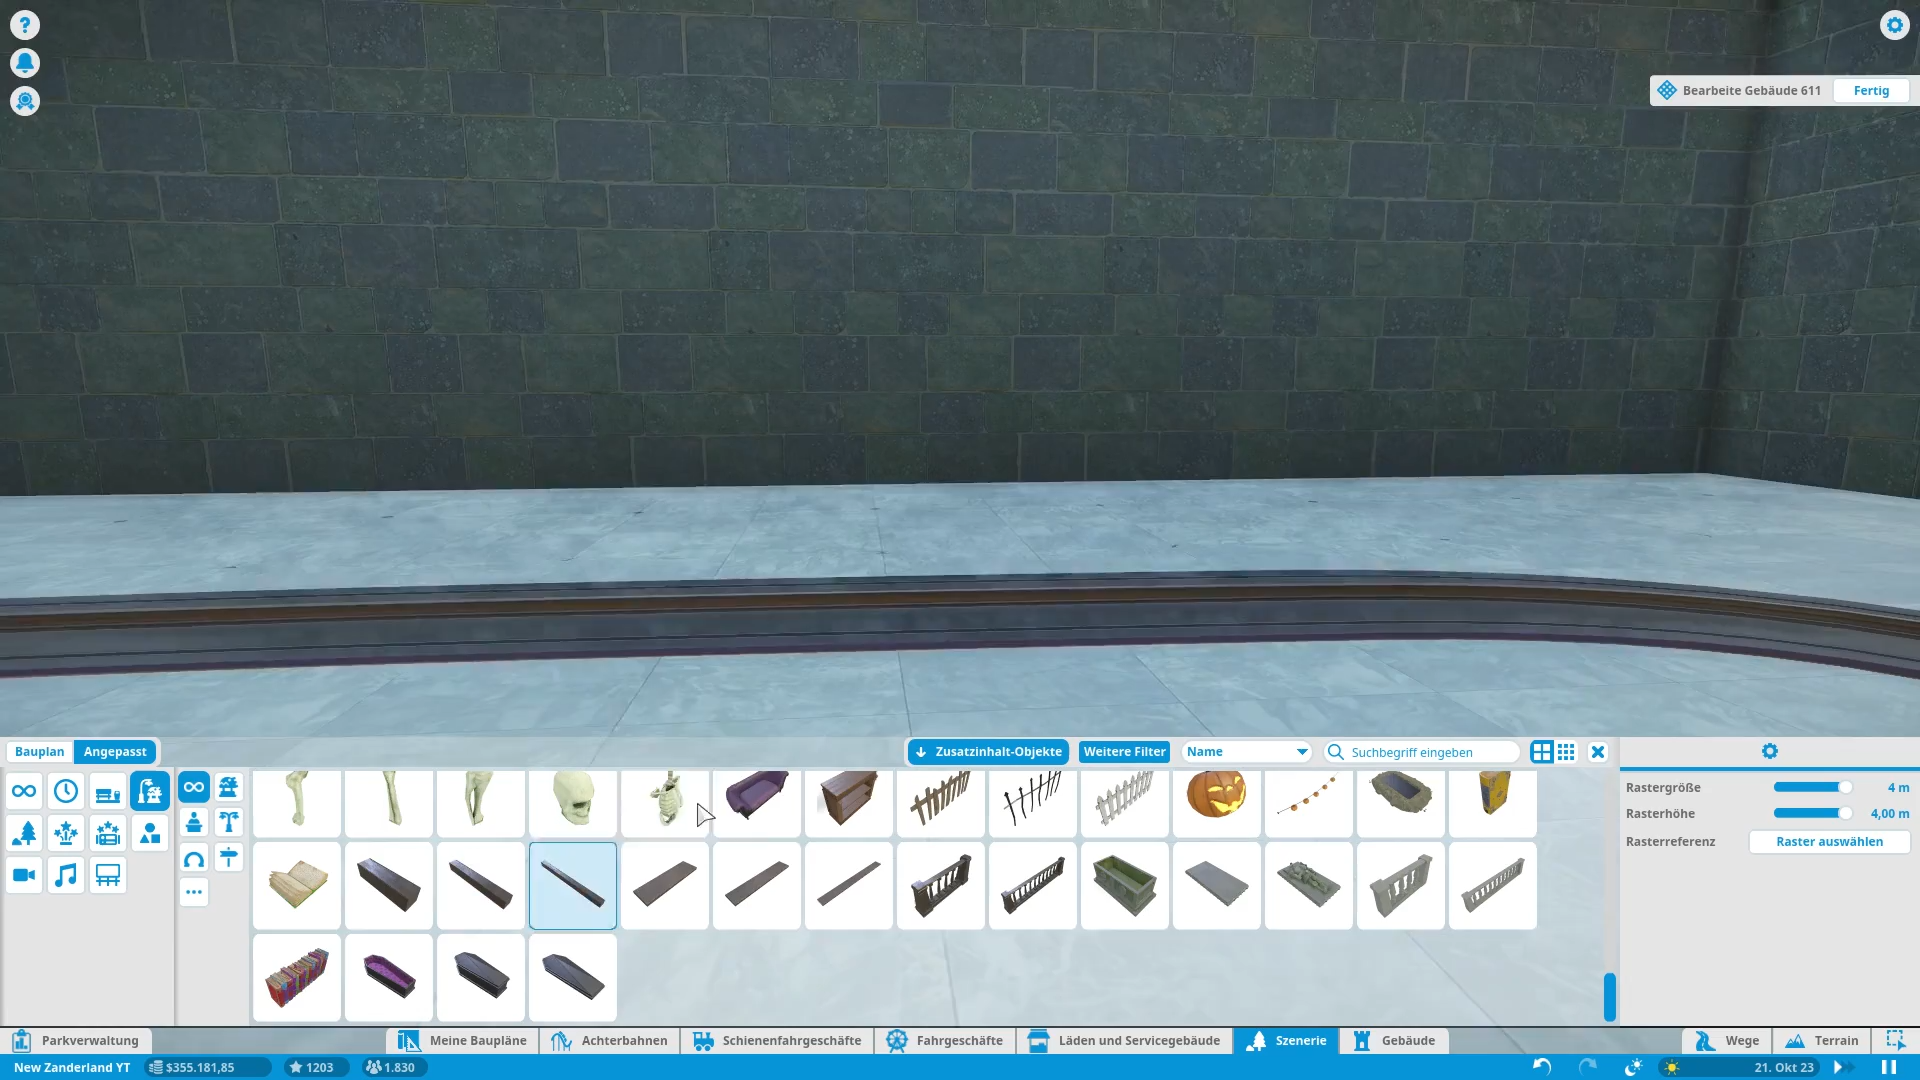 ?
Bearbeite Gebäude 611
Fertig
Bauplan
Angepasst
Zusatzinhalt-Objekte
Weitere Filter
Name
Suchbegriff eingeben
Rastergröße
4 m
Rasterhöhe
4,00 m
Rasterreferenz
Raster auswählen
Parkverwaltung
Meine Baupläne
Achterbahnen
Schienenfahrgeschäfte
Fahrgeschäfte
Läden und Servicegebäude
Szenerie
Gebäude
Wege
Terrain
New Zanderland YT
$355.181,85
1203
1.830
21. Okt 23